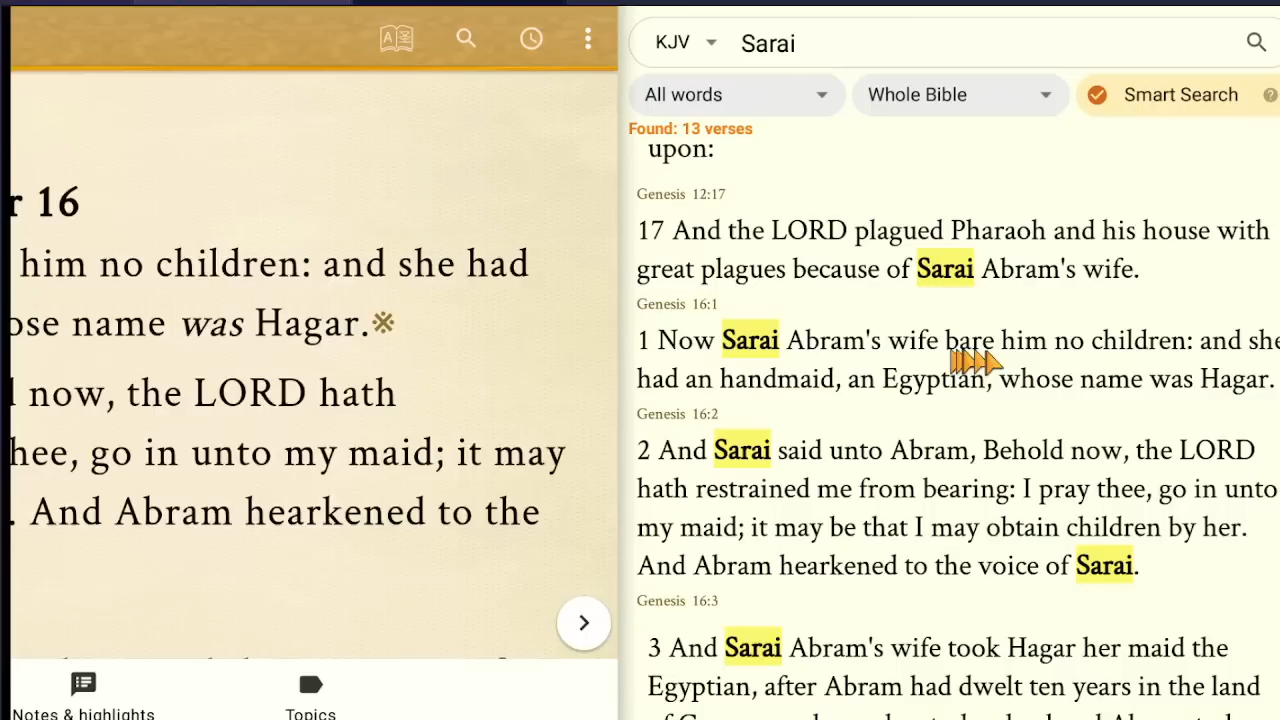 r 16
him no children: and she had
ose name was Hagar.※
now, the LORD hath
hee, go in unto my maid; it may
. And Abram hearkened to the
Notes & highlights
Topics
KJV
Sarai
All words
Whole Bible
Smart Search
Found: 13 verses
upon:
Genesis 12:17
17 And the LORD plagued Pharaoh and his house with
great plagues because of Sarai Abram's wife.
Genesis 16:1
1 Now Sarai Abram's wife bare him no children: and she
had an handmaid, an Egyptian, whose name was Hagar.
Genesis 16:2
2 And Sarai said unto Abram, Behold now, the LORD
hath restrained me from bearing: I pray thee, go in unto
my maid; it may be that I may obtain children by her.
And Abram hearkened to the voice of Sarai.
Genesis 16:3
3 And Sarai Abram's wife took Hagar her maid the
Egyptian, after Abram had dwelt ten years in the land